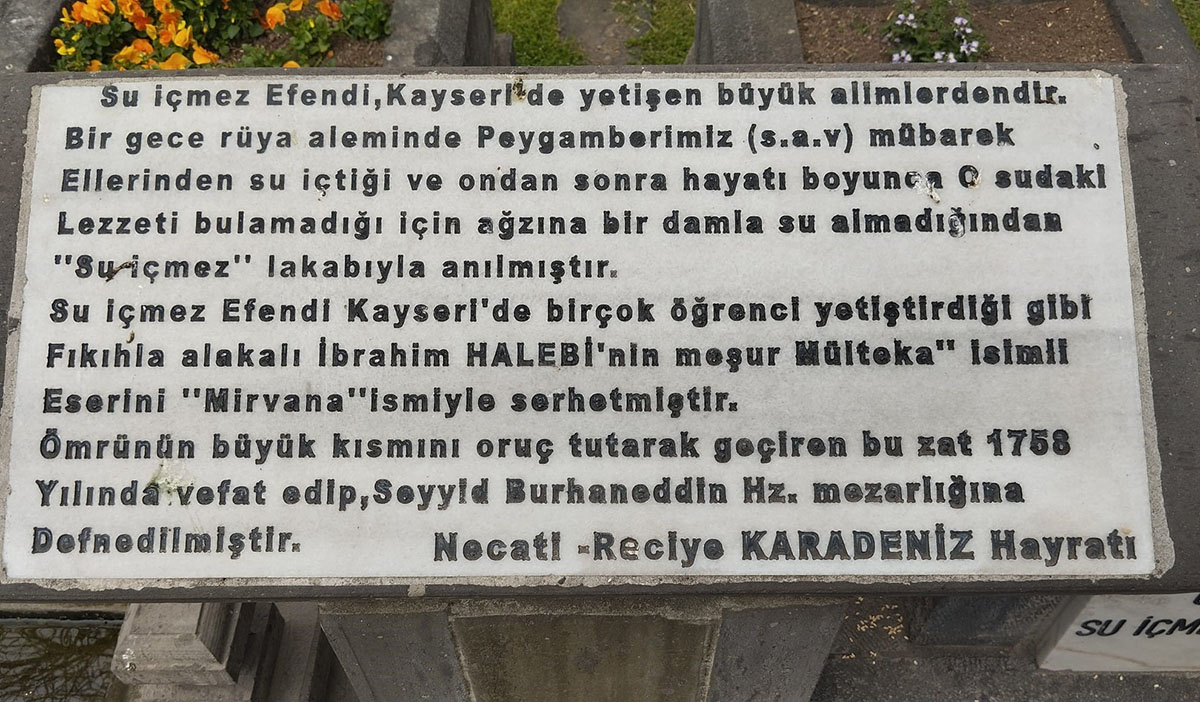 Su içmez Efendi,Kayseri'de yetişen büyük alimlerdendir.
Bir gece rüya aleminde Peygamberimiz (s.a.v) mübarek
Ellerinden su içtiği ve ondan sonra hayatı boyunca O sudaki
Lezzeti bulamadığı için ağzına bir damla su almadığından
"Su içmez" lakabıyla anılmıştır.
Su içmez Efendi Kayseri'de birçok öğrenci yetiştirdiği gibi
Fıkıhla alakalı İbrahim HALEBİ'nin meşur Mülteka" isimli
Eserini "Mirvana"ismiyle serhetmiştir.
Ömrünün büyük kısmını oruç tutarak geçiren bu zat 1758
Yılında vefat edip,Seyyid Burhaneddin Hz. mezarlığına
Defnedilmiştir.
Necati -Reciye KARADENİZ Hayratı
SU İÇM